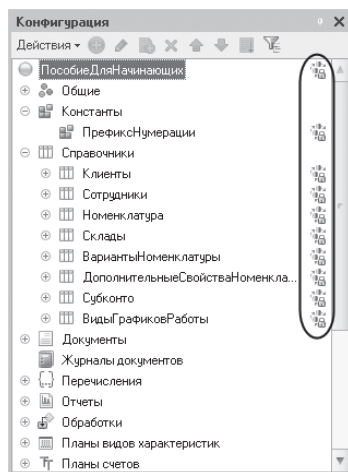 Конфигурация
Действия
ПособиеДляНачинающих
Общие
Константы
ПрефиксНумерации
Справочники
Клиенты
Сотрудники
Номенклатура
Склады
ВариантыНоменклатуры
ДополнительныеСвойстваНоменкла...
Субконто
ВидыГрафиковРаботы
Документы
Журналы документов
Перечисления
Отчеты
Обработки
Планы видов характеристик
Планы счетов